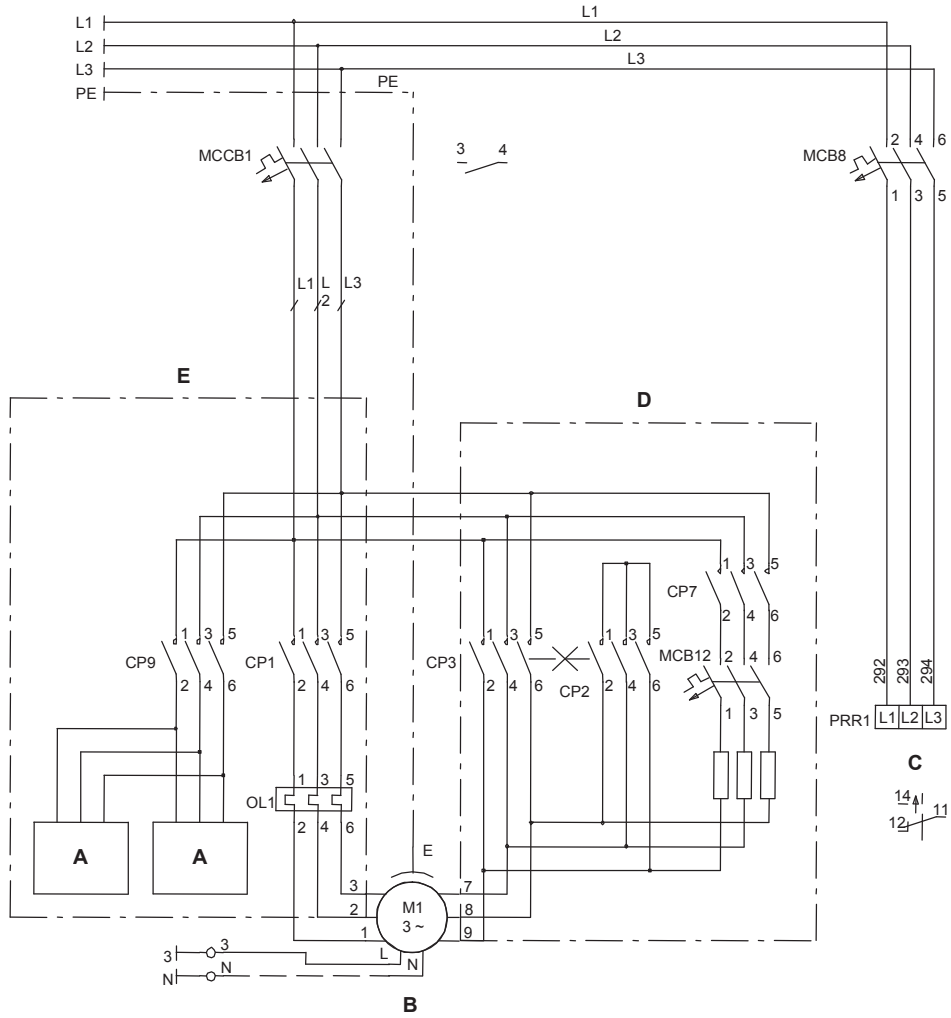 L1 L1
L2 L2
L3 L3
PE PE
3 4
2 4 6
MCCB1 MCB8
1 3 5
L1 L L3
2
E
D
1 3 5
CP7
2 4 6
1 3 5 1 3 5 1 3 5 1 3 5
CP9 CP1 CP3 MCB12 2 4 6
2 4 6 2 4 6 2 4 6 CP2 2 4 6
1 3 5
292 293 294
PRR1 L1 L2 L3
C
1 3 5
OL1
2 4 6
14
12 11
A A
E
3 7
M1
2 8
3 ~
1 9
3 3 L
N N N
B